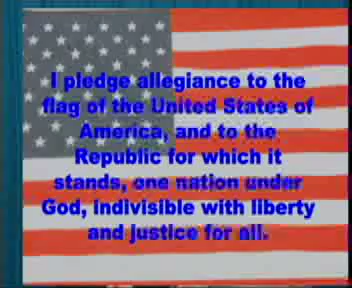 I pledge allegiance to the
flag of the United States of
America, and to the
Republic for which it
stands, one nation under
God, indivisible with liberty
and justice for all.